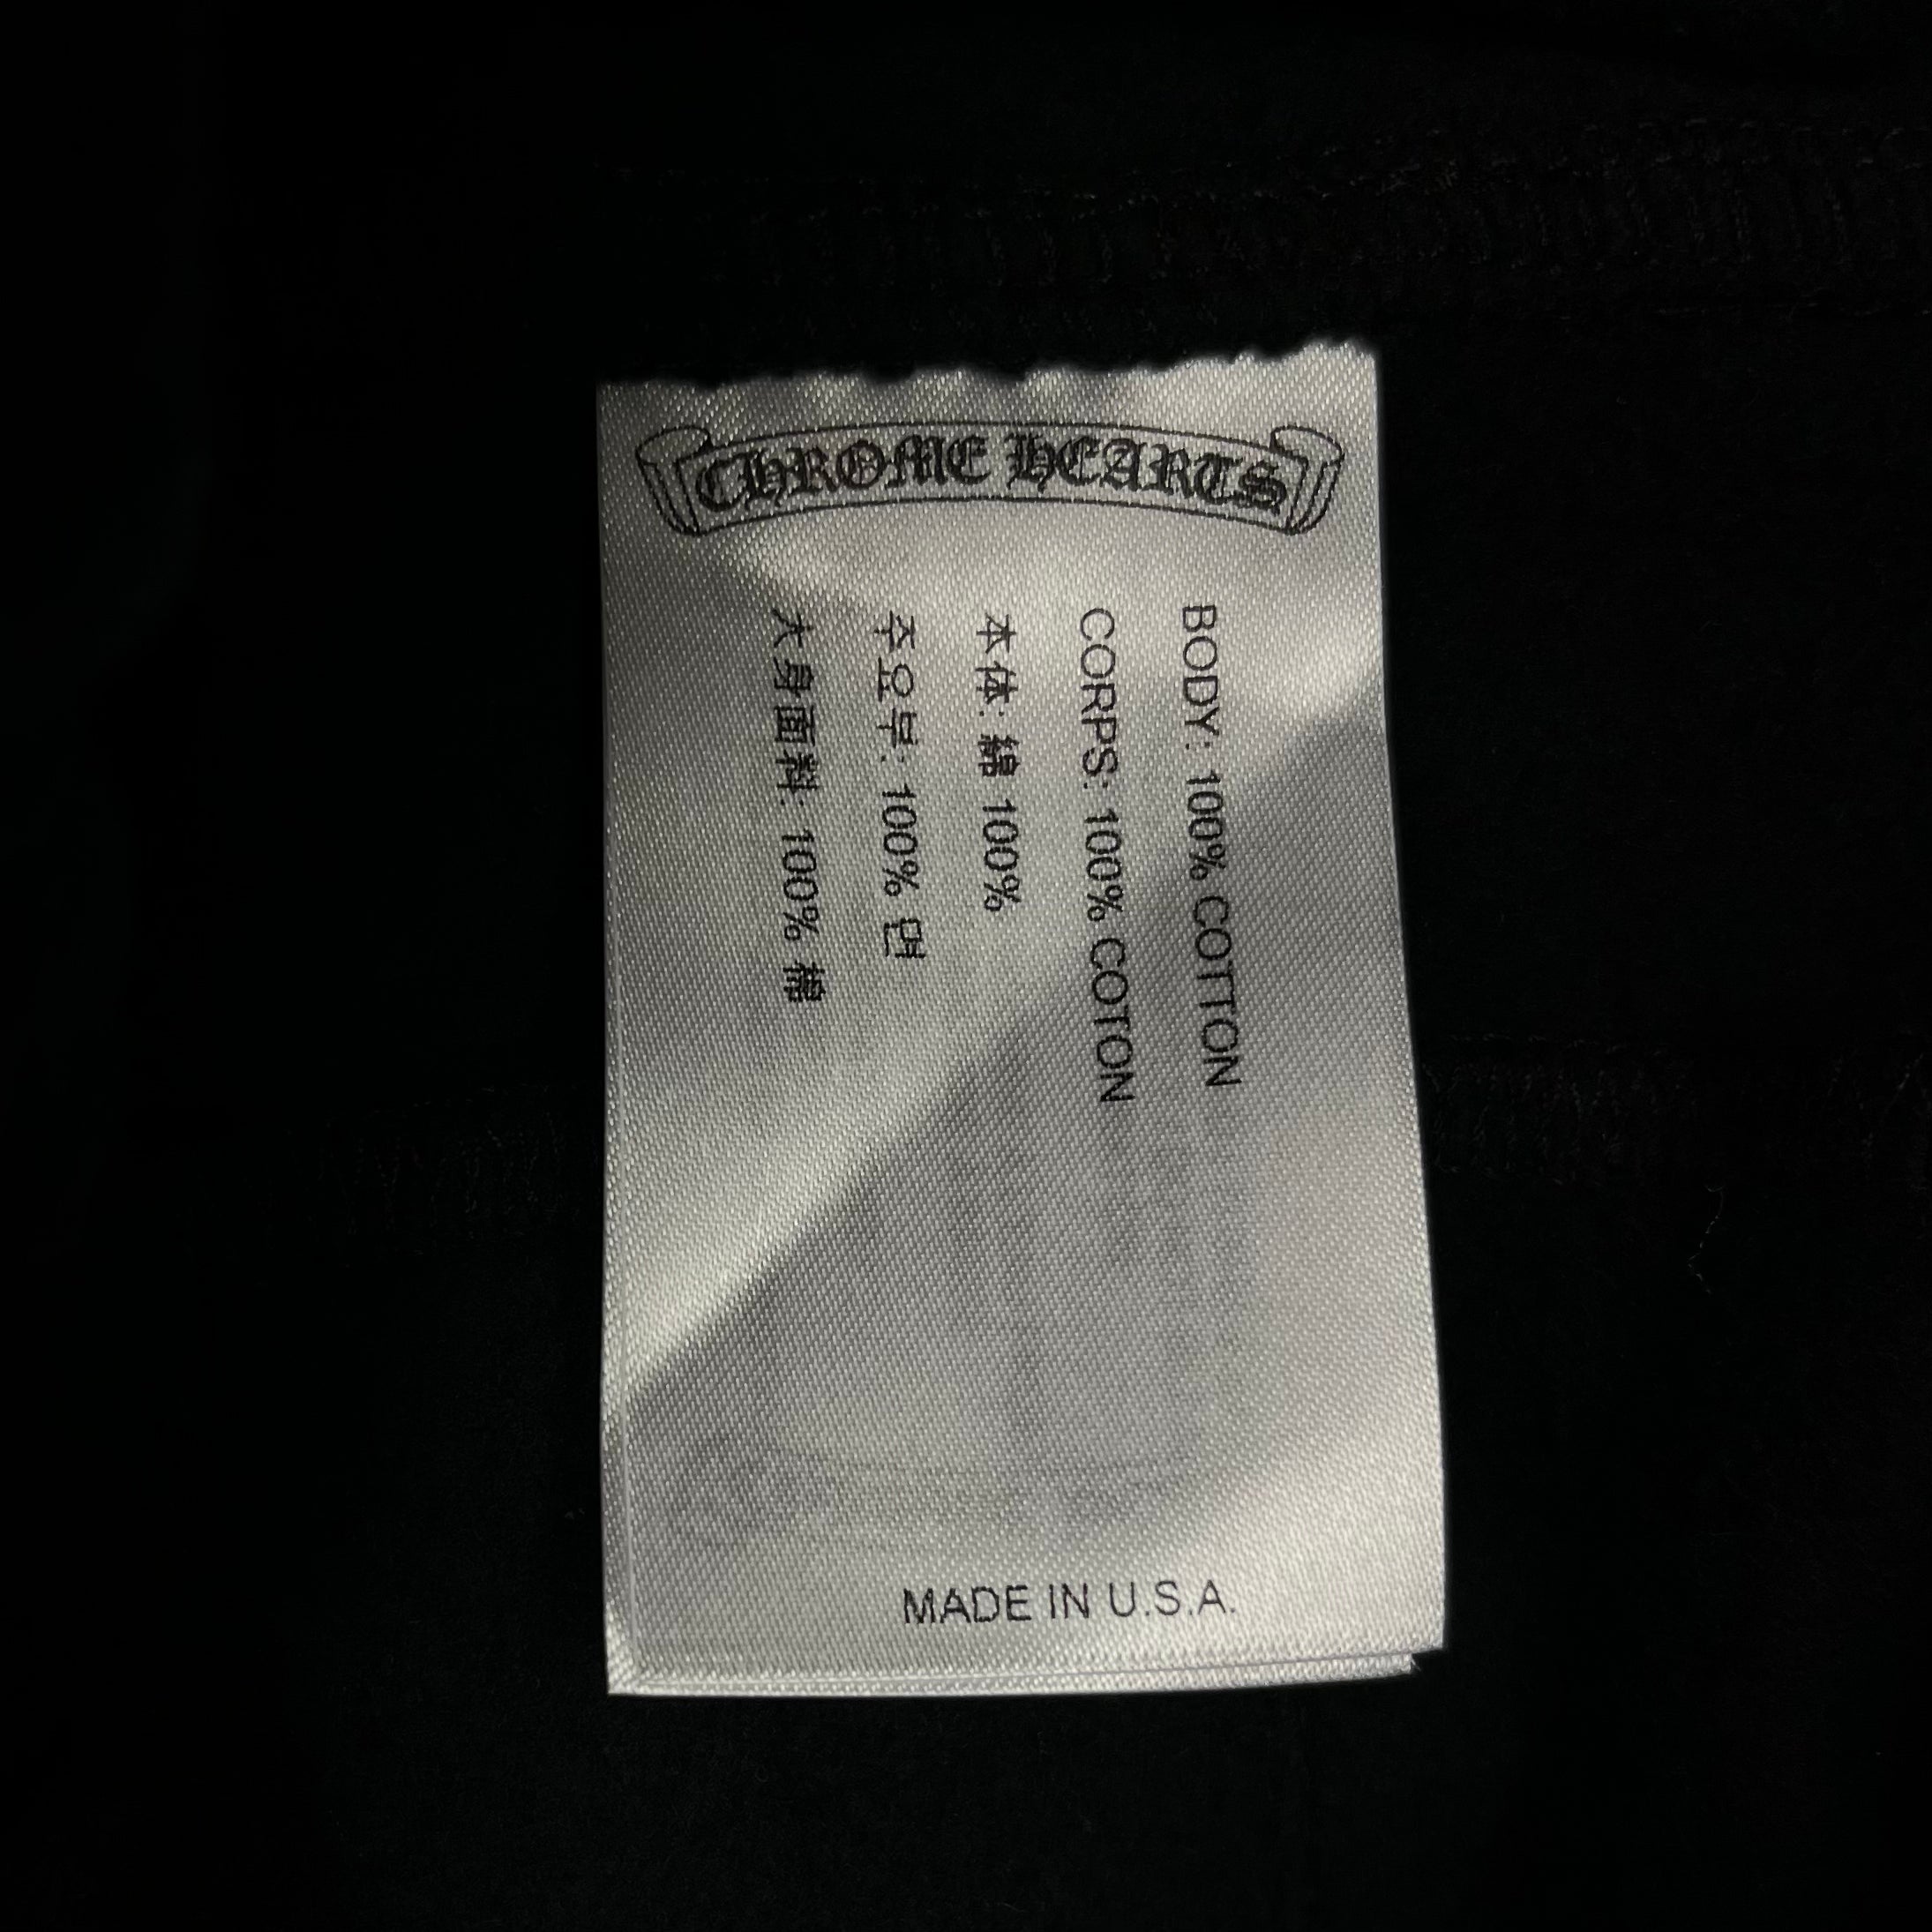 CHROME HEARTS
BODY: 100% COTTON
CORPS: 100% COTON
本体: 綿 100%
주요부: 100% 면
大身面料: 100% 棉
MADE IN U.S.A.